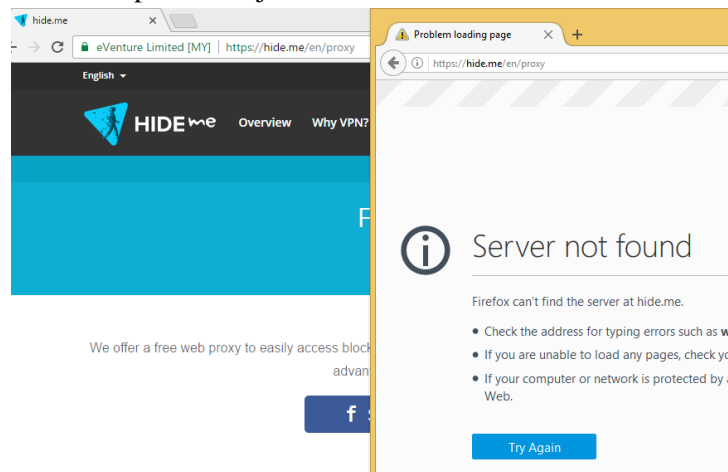 hide.me
eVenture Limited [MY] https://hide.me/en/proxy
English
HIDE me Overview Why VPN?
F
We offer a free web proxy to easily access block
advan
f
Problem loading page
https://hide.me/en/proxy
Server not found
Firefox can't find the server at hide.me.
Check the address for typing errors such as w
If you are unable to load any pages, check yo
If your computer or network is protected by a
Web.
Try Again